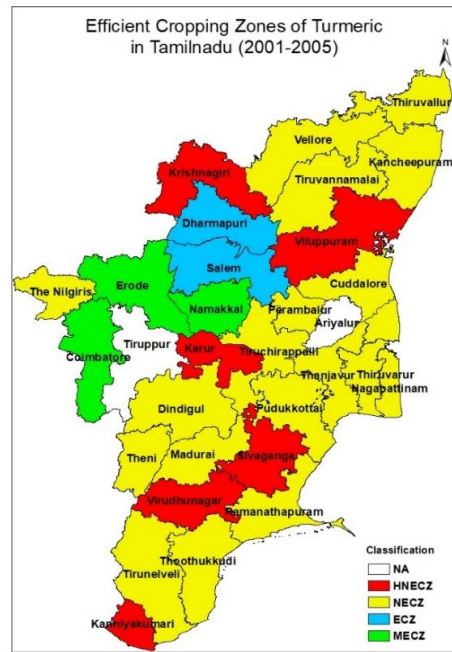 Efficient Cropping Zones of Turmeric
in Tamilnadu (2001-2005)
N
Thiruvallur
Vellore
Kancheepuram
Krishnagiri
Tiruvannamalai
Dharmapuri
Viluppuram
Salem
Cuddalore
The Nilgiris
Erode
Namakkal
Perambalur
Ariyalur
Tiruppur
Coimbatore
Karur
Tiruchirappalli
Thanjavur
Thiruvarur
Nagapattinam
Dindigul
Pudukkottai
Theni
Madurai
Sivaganga
Virudhunagar
Ramanathapuram
Thoothukkudi
Tirunelveli
Kanniyakumari
Classification
NA
HNECZ
NECZ
ECZ
MECZ